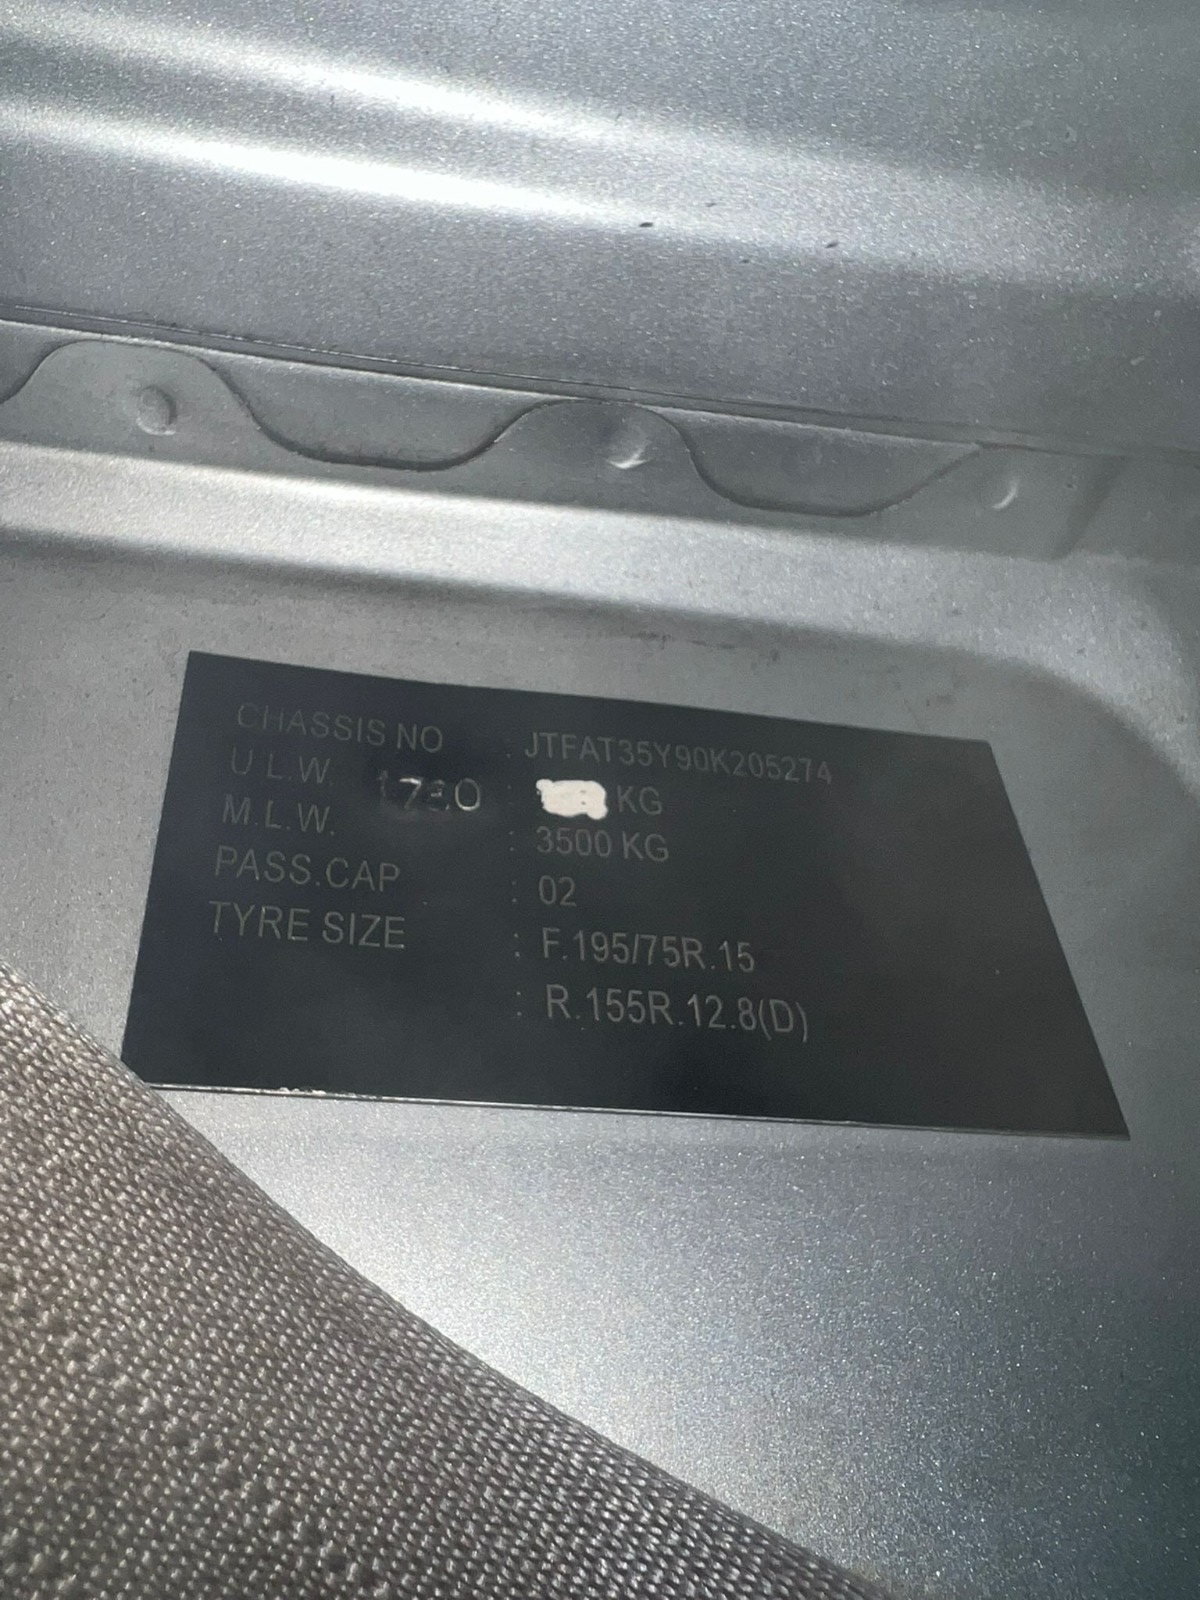 CHASSIS NO : JTFAT35Y90K205274
U.L.W. : KG
M.L.W. : 3500 KG
PASS.CAP : 02
TYRE SIZE : F.195/75R.15
: R.155R.12.8(D)